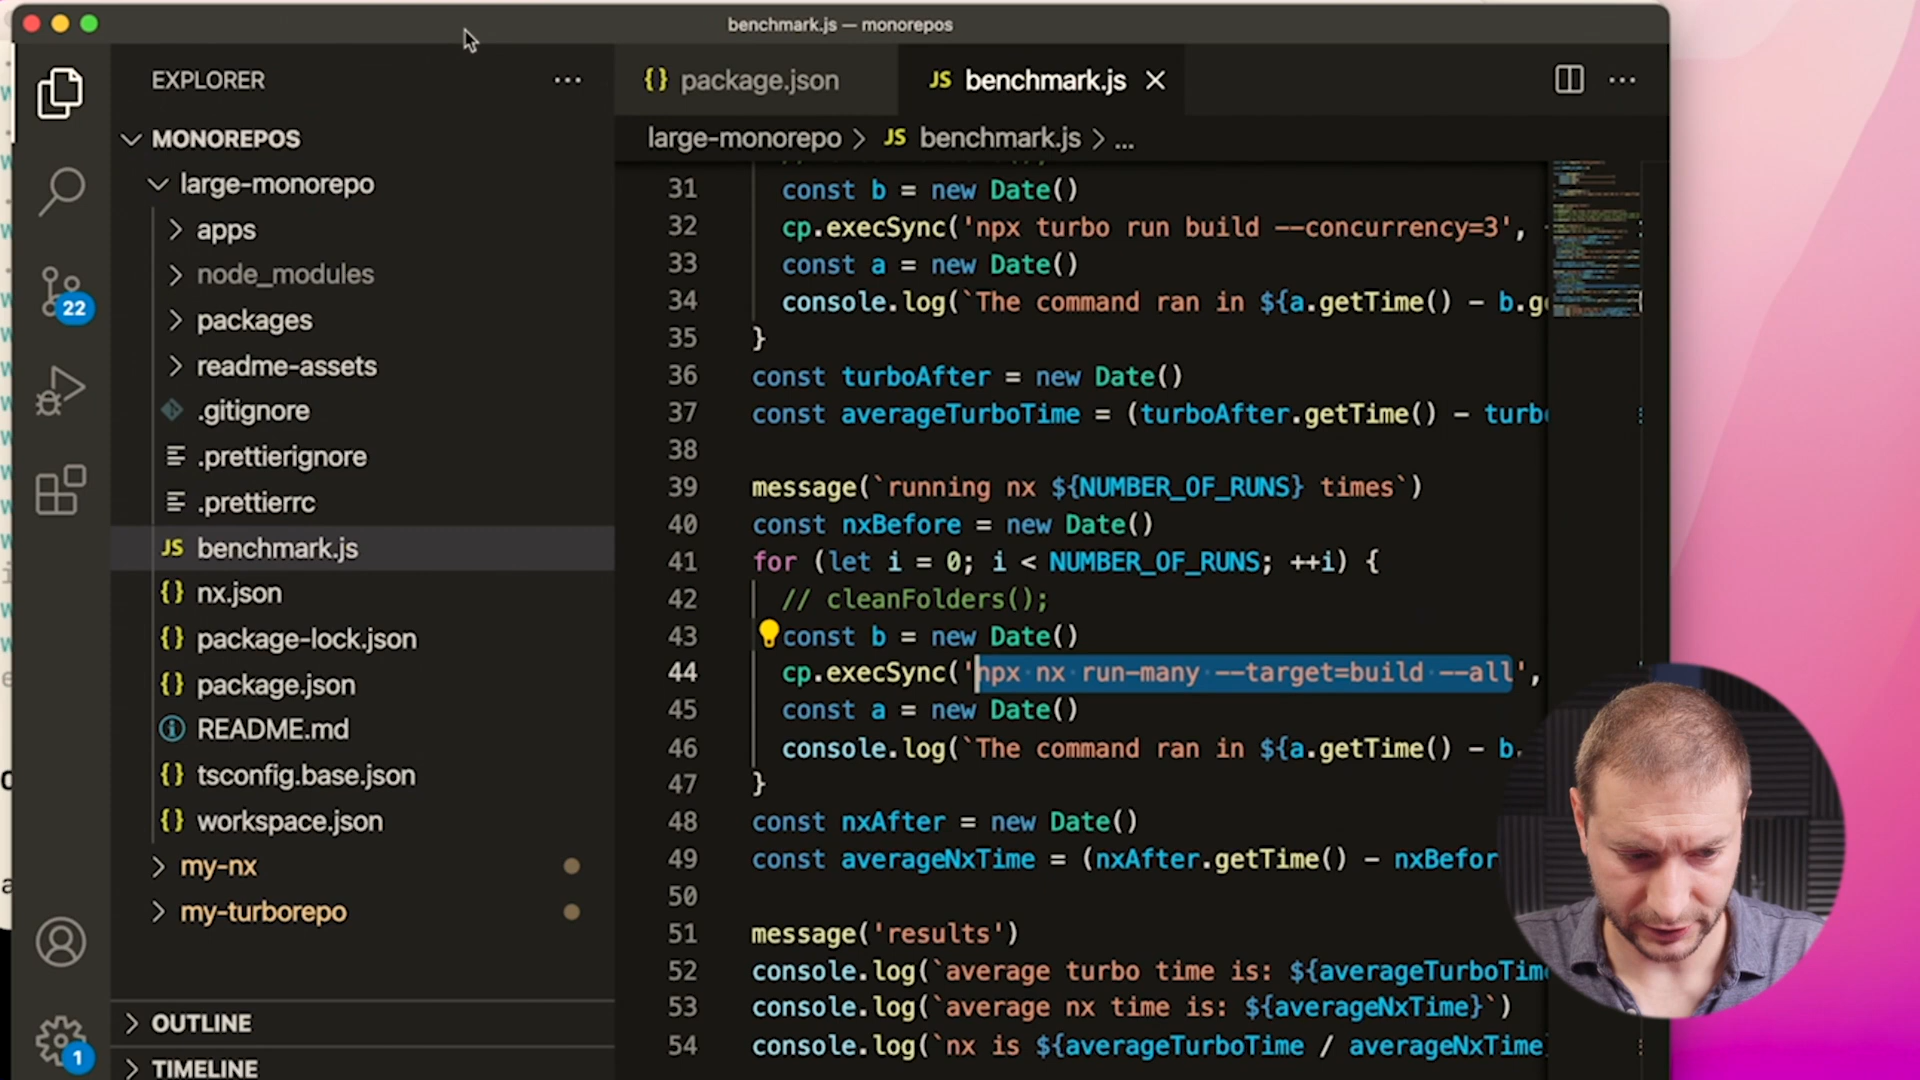 benchmark.js — monorepos
EXPLORER
MONOREPOS
large-monorepo
apps
node_modules
packages
readme-assets
.gitignore
.prettierignore
.prettierrc
JS benchmark.js
{} nx.json
{} package-lock.json
{} package.json
README.md
{} tsconfig.base.json
{} workspace.json
my-nx
my-turborepo
OUTLINE
TIMELINE
22
1
{} package.json
JS benchmark.js
large-monorepo > JS benchmark.js > ...
31 const b = new Date()
32 cp.execSync('npx turbo run build --concurrency=3',
33 const a = new Date()
34 console.log(`The command ran in ${a.getTime() - b.ge
35 }
36 const turboAfter = new Date()
37 const averageTurboTime = (turboAfter.getTime() - turbo
38
39 message(`running nx ${NUMBER_OF_RUNS} times`)
40 const nxBefore = new Date()
41 for (let i = 0; i < NUMBER_OF_RUNS; ++i) {
42 // cleanFolders();
43 const b = new Date()
44 cp.execSync('npx nx run-many --target=build --all',
45 const a = new Date()
46 console.log(`The command ran in ${a.getTime() - b.
47 }
48 const nxAfter = new Date()
49 const averageNxTime = (nxAfter.getTime() - nxBefor
50
51 message('results')
52 console.log(`average turbo time is: ${averageTurboTime
53 console.log(`average nx time is: ${averageNxTime}`)
54 console.log(`nx is ${averageTurboTime / averageNxTime}